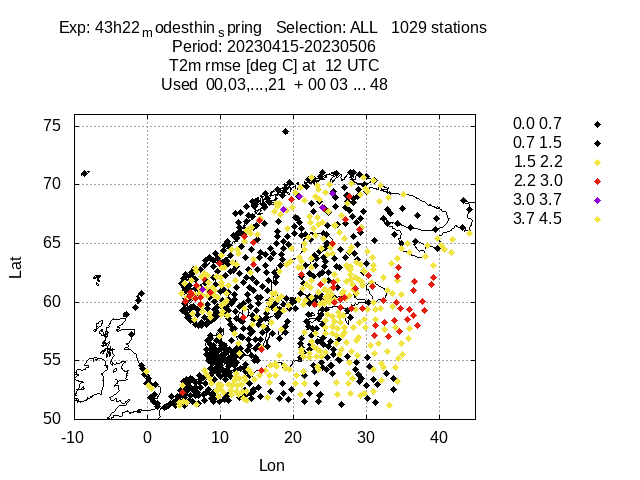 Exp: 43h22modesthinspring   Selection: ALL   1029 stations
Period: 20230415-20230506
T2m rmse [deg C] at  12 UTC
Used  00,03,...,21  + 00 03 ... 48
0.0 0.7
0.7 1.5
1.5 2.2
2.2 3.0
3.0 3.7
3.7 4.5
75
70
65
60
55
50
Lat
-10 0 10 20 30 40
Lon